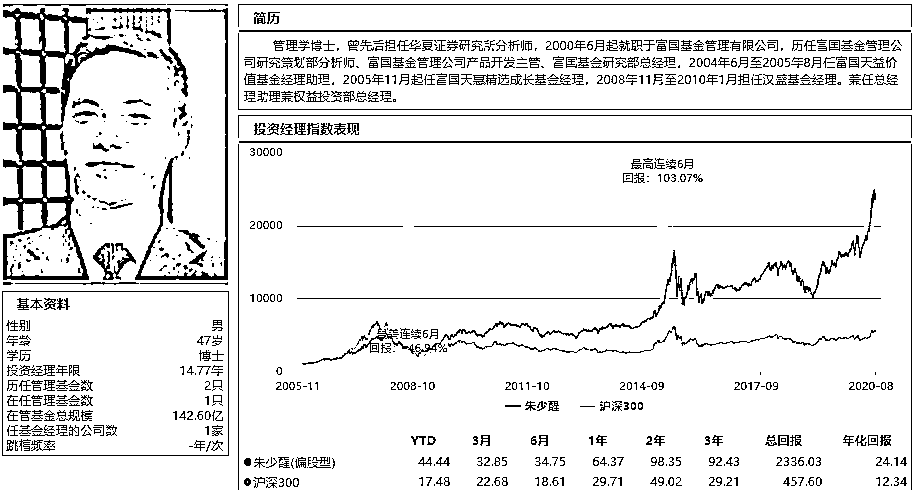 简历
管理学博士，曾先后担任华夏证券研究所分析师，2000年6月起就职于富国基金管理有限公司，历任富国基金管理公
司研究策划部分析师、富国基金管理公司产品开发主管、富国基金研究部总经理，2004年6月至2005年8月任富国天益价
值基金经理助理，2005年11月起任富国天惠精选成长基金经理，2008年11月至2010年1月担任汉盛基金经理。兼任总经
理助理兼权益投资部总经理。
投资经理指数表现
30000
20000
10000
0
最高连续6月
回报：103.07%
最差连续6月
回报：-46.94%
2005-11 2008-10 2011-10 2014-09 2017-09 2020-08
朱少醒 沪深300
基本资料
性别 男
年龄 47岁
学历 博士
投资经理年限 14.77年
历任管理基金数 2只
在任管理基金数 1只
在管基金总规模 142.60亿
任基金经理的公司数 1家
跳槽频率 -年/次
YTD 3月 6月 1年 2年 3年 总回报 年化回报
朱少醒(偏股型) 44.44 32.85 34.75 64.37 98.35 92.43 2336.03 24.14
沪深300 17.48 22.68 18.61 29.71 49.02 29.21 457.60 12.34